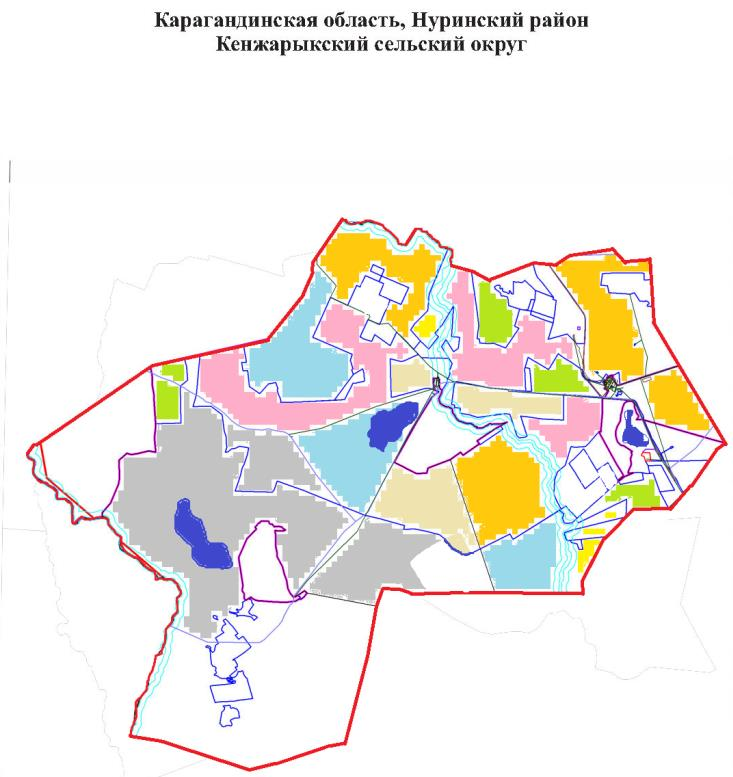 Карагандинская область, Нуринский район
Кенжарыкский сельский округ